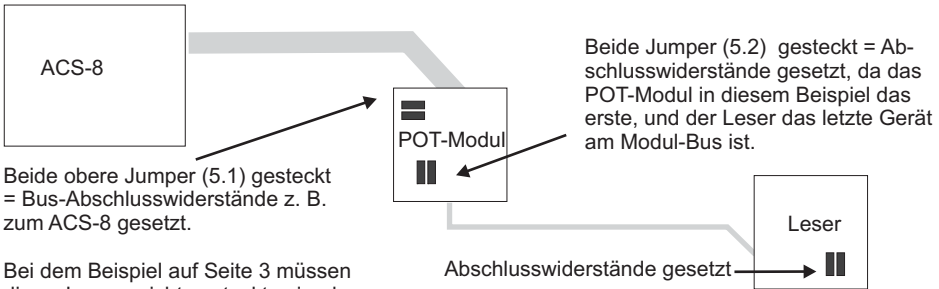 ACS-8
Beide Jumper (5.2) gesteckt = Ab-
schlusswiderstände gesetzt, da das
POT-Modul in diesem Beispiel das
erste, und der Leser das letzte Gerät
am Modul-Bus ist.
POT-Modul
Beide obere Jumper (5.1) gesteckt
= Bus-Abschlusswiderstände z. B.
zum ACS-8 gesetzt.
Leser
Bei dem Beispiel auf Seite 3 müssen
Abschlusswiderstände gesetzt